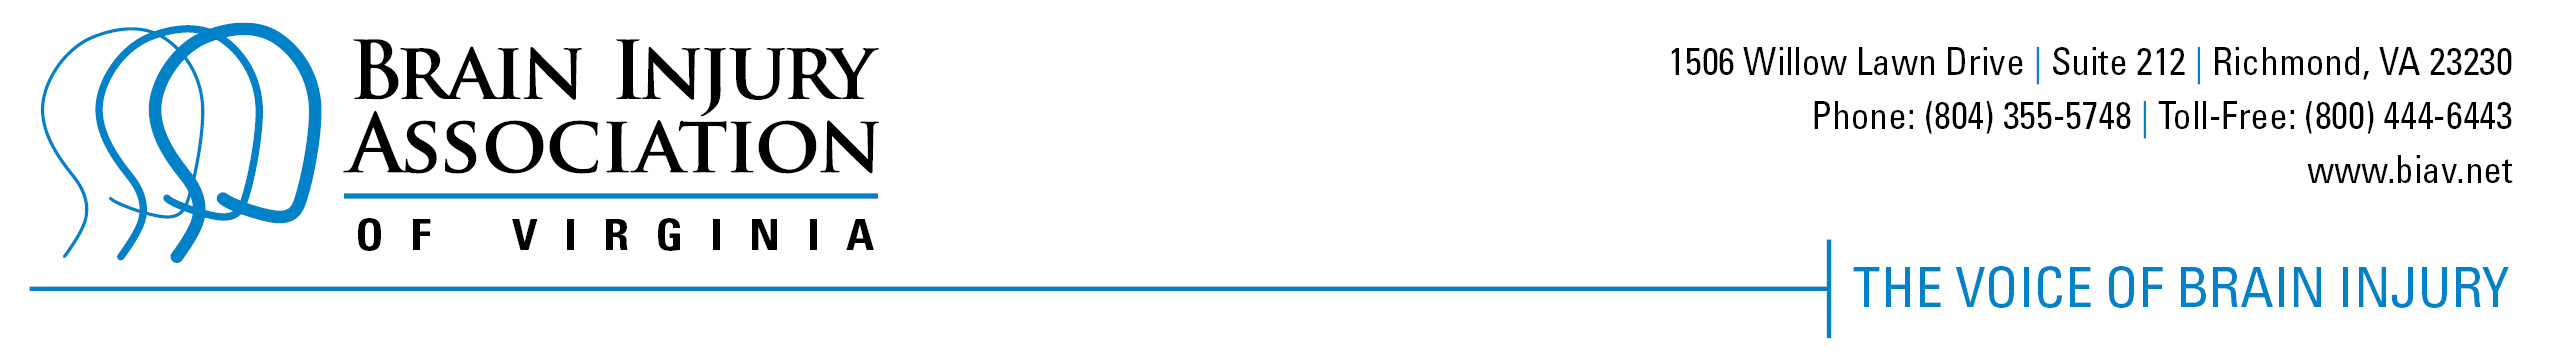 BRAIN INJURY
ASSOCIATION
OF VIRGINIA
1506 Willow Lawn Drive | Suite 212 | Richmond, VA 23230
Phone: (804) 355-5748 | Toll-Free: (800) 444-6443
www.biav.net
THE VOICE OF BRAIN INJURY